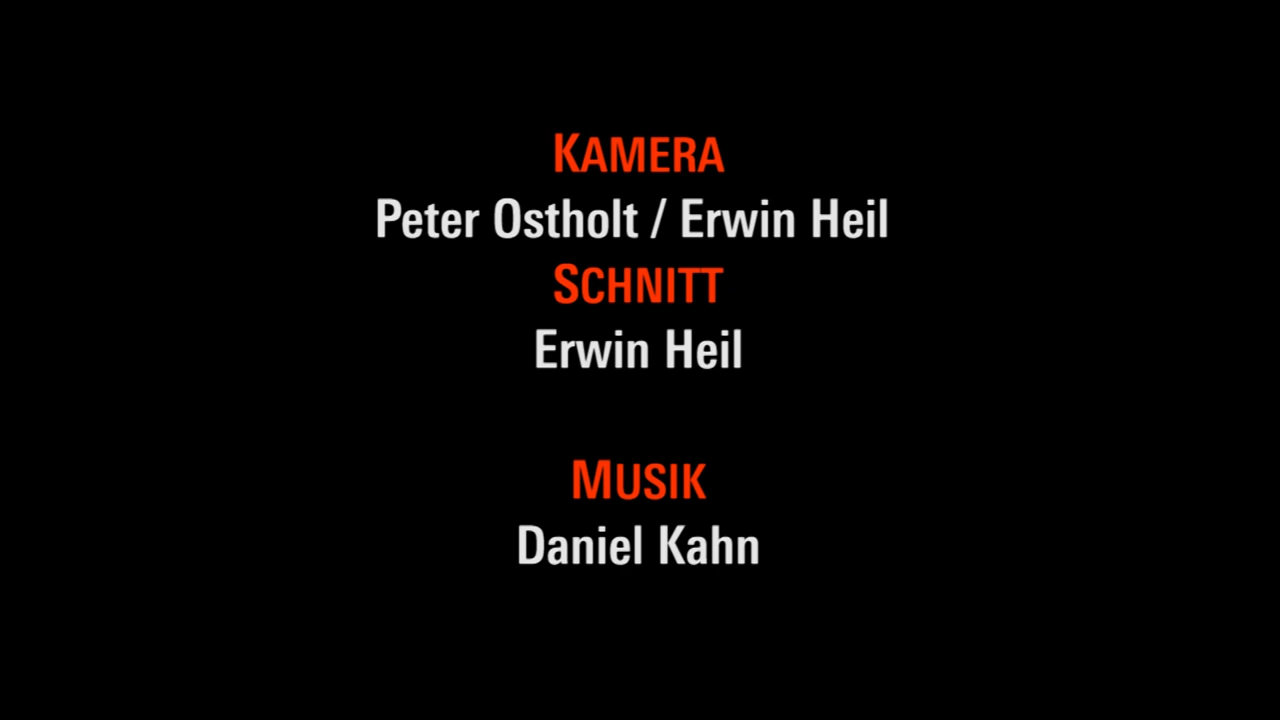 KAMERA
Peter Ostholt / Erwin Heil
SCHNITT
Erwin Heil
MUSIK
Daniel Kahn